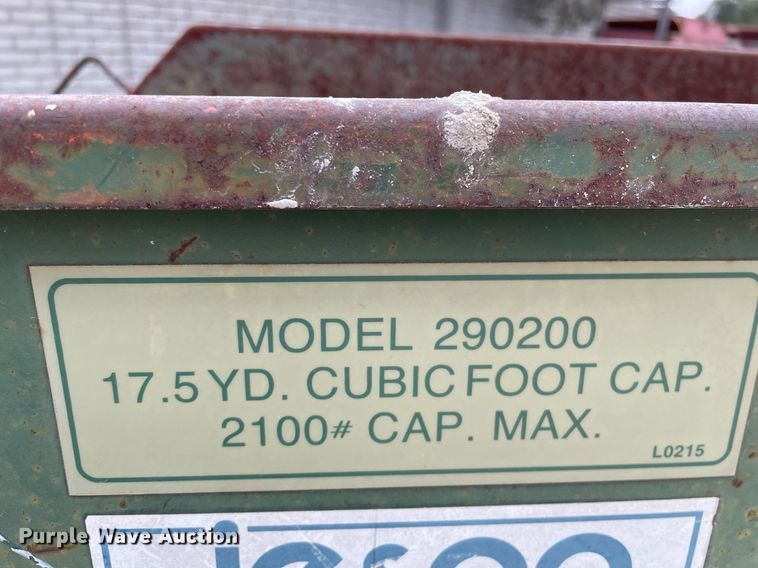 MODEL 290200
17.5 YD. CUBIC FOOT CAP.
2100# CAP. MAX.
L0215
Purple Wave Auction